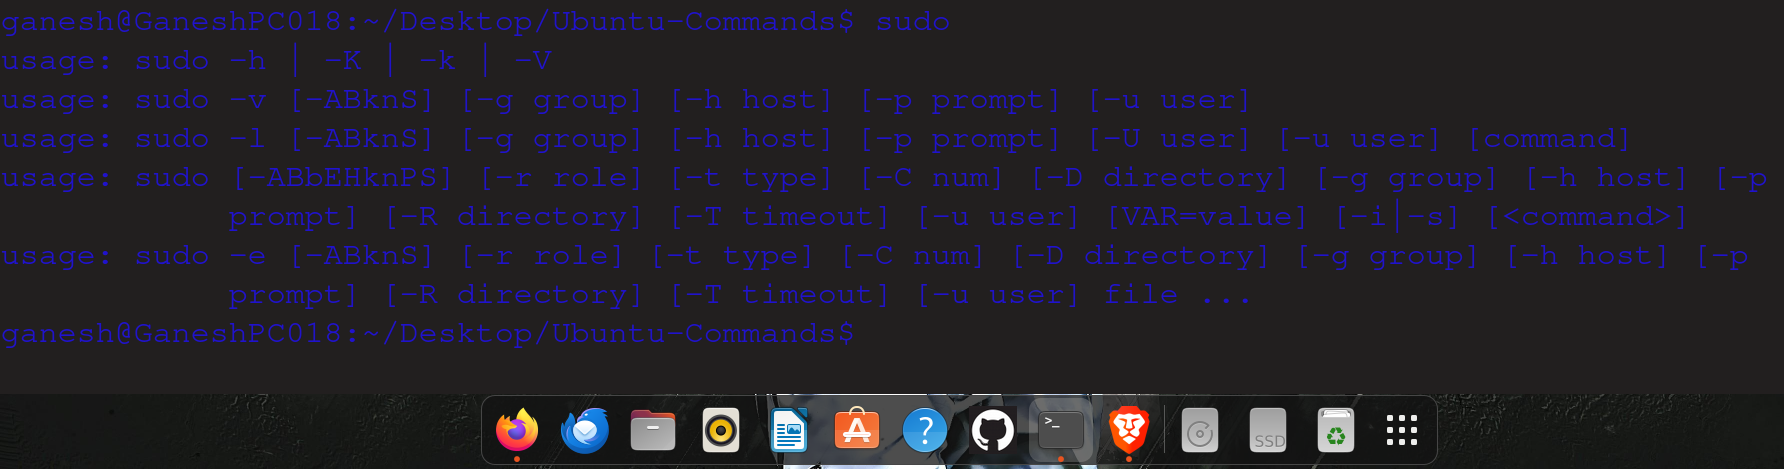 ganesh@GaneshPC018:~/Desktop/Ubuntu-Commands$ sudo
usage: sudo -h | -K | -k | -V
usage: sudo -v [-ABknS] [-g group] [-h host] [-p prompt] [-u user]
usage: sudo -l [-ABknS] [-g group] [-h host] [-p prompt] [-U user] [-u user] [command]
usage: sudo [-ABbEHknPS] [-r role] [-t type] [-C num] [-D directory] [-g group] [-h host] [-p
            prompt] [-R directory] [-T timeout] [-u user] [VAR=value] [-i|-s] [<command>]
usage: sudo -e [-ABknS] [-r role] [-t type] [-C num] [-D directory] [-g group] [-h host] [-p
            prompt] [-R directory] [-T timeout] [-u user] file ...
ganesh@GaneshPC018:~/Desktop/Ubuntu-Commands$
? >_ SSD